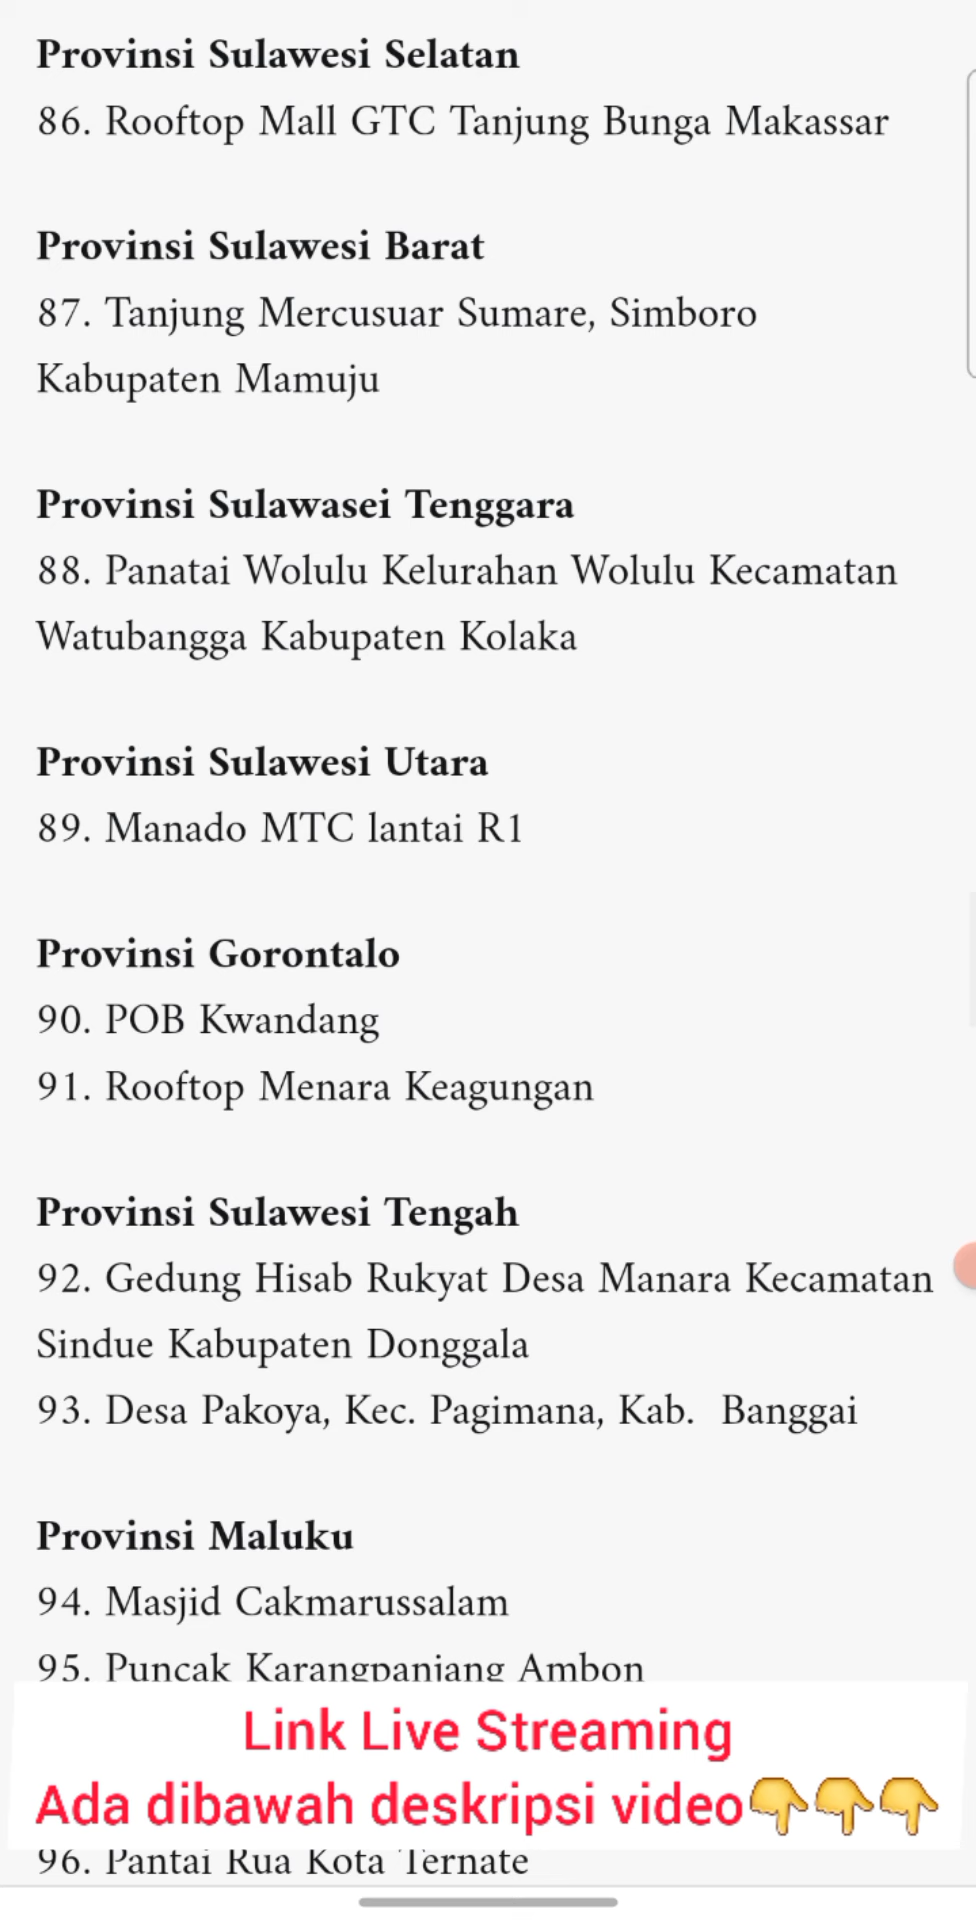 Provinsi Sulawesi Selatan
86. Rooftop Mall GTC Tanjung Bunga Makassar
Provinsi Sulawesi Barat
87. Tanjung Mercusuar Sumare, Simboro
Kabupaten Mamuju
Provinsi Sulawasei Tenggara
88. Panatai Wolulu Kelurahan Wolulu Kecamatan
Watubangga Kabupaten Kolaka
Provinsi Sulawesi Utara
89. Manado MTC lantai R1
Provinsi Gorontalo
90. POB Kwandang
91. Rooftop Menara Keagungan
Provinsi Sulawesi Tengah
92. Gedung Hisab Rukyat Desa Manara Kecamatan
Sindue Kabupaten Donggala
93. Desa Pakoya, Kec. Pagimana, Kab. Banggai
Provinsi Maluku
94. Masjid Cakmarussalam
95. Puncak Karangpanjang Ambon
Link Live Streaming
Ada dibawah deskripsi video👇👇👇
96. Pantai Rua Kota Ternate